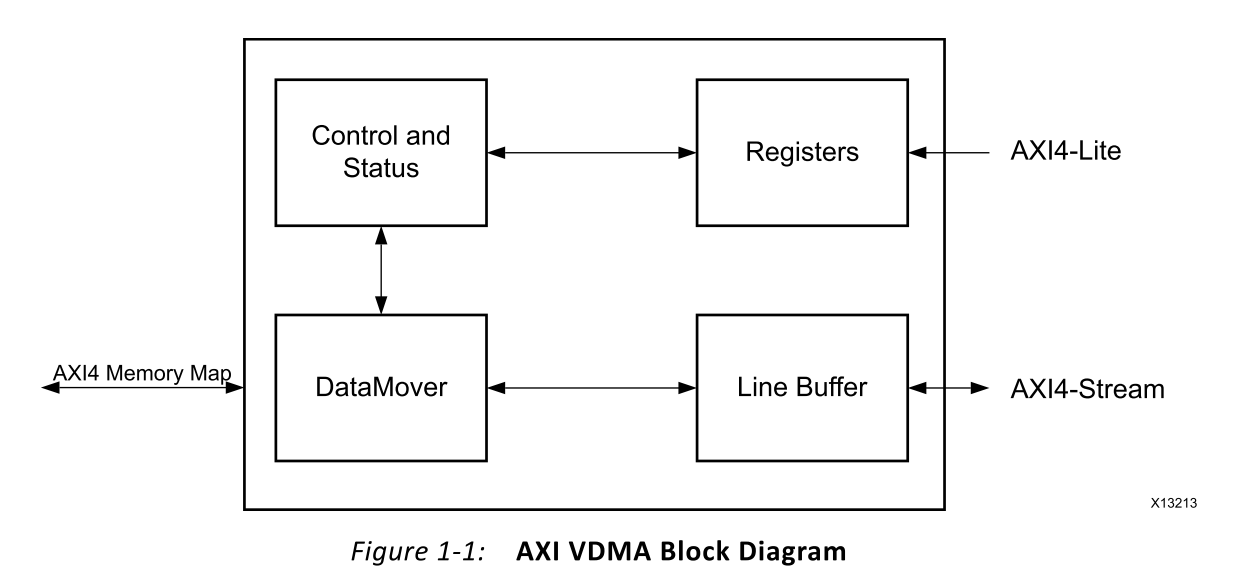 Control and
Status
Registers
AXI4-Lite
AXI4 Memory Map
DataMover
Line Buffer
AXI4-Stream
X13213
Figure 1-1: AXI VDMA Block Diagram